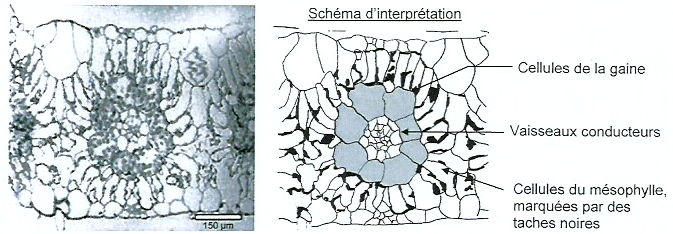 Schéma d'interprétation
Cellules de la gaine
Vaisseaux conducteurs
Cellules du mésophylle,
marquées par des
taches noires
150 µm